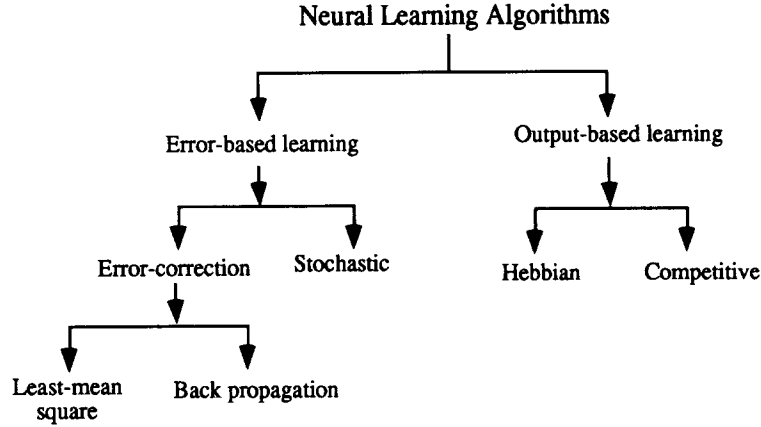 Neural Learning Algorithms
Error-based learning
Output-based learning
Error-correction
Stochastic
Hebbian
Competitive
Least-mean
square
Back propagation